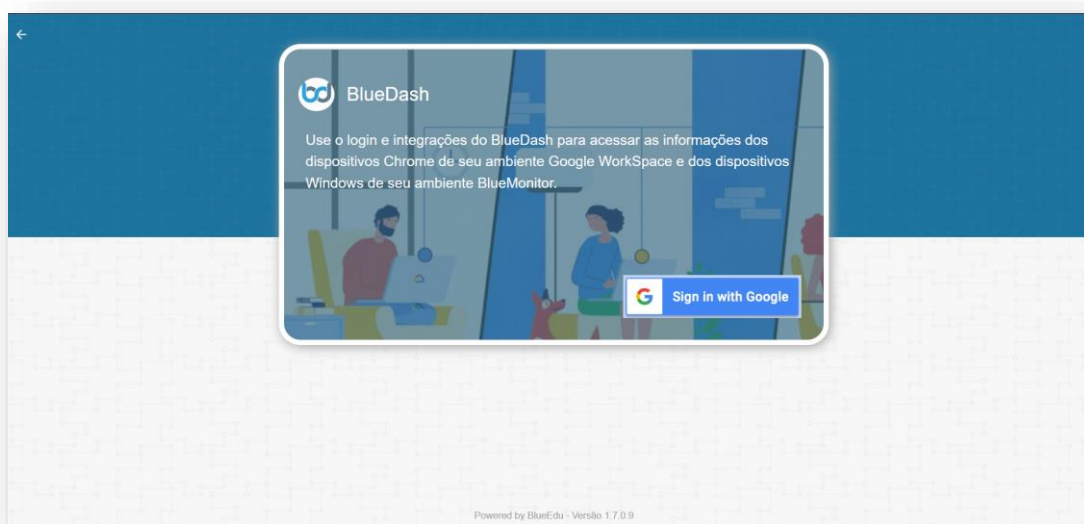 BlueDash
Use o login e integrações do BlueDash para acessar as informações dos
dispositivos Chrome de seu ambiente Google WorkSpace e dos dispositivos
Windows de seu ambiente BlueMonitor.
Sign in with Google
Powered by BlueEdu - Versão 1.7.0.9